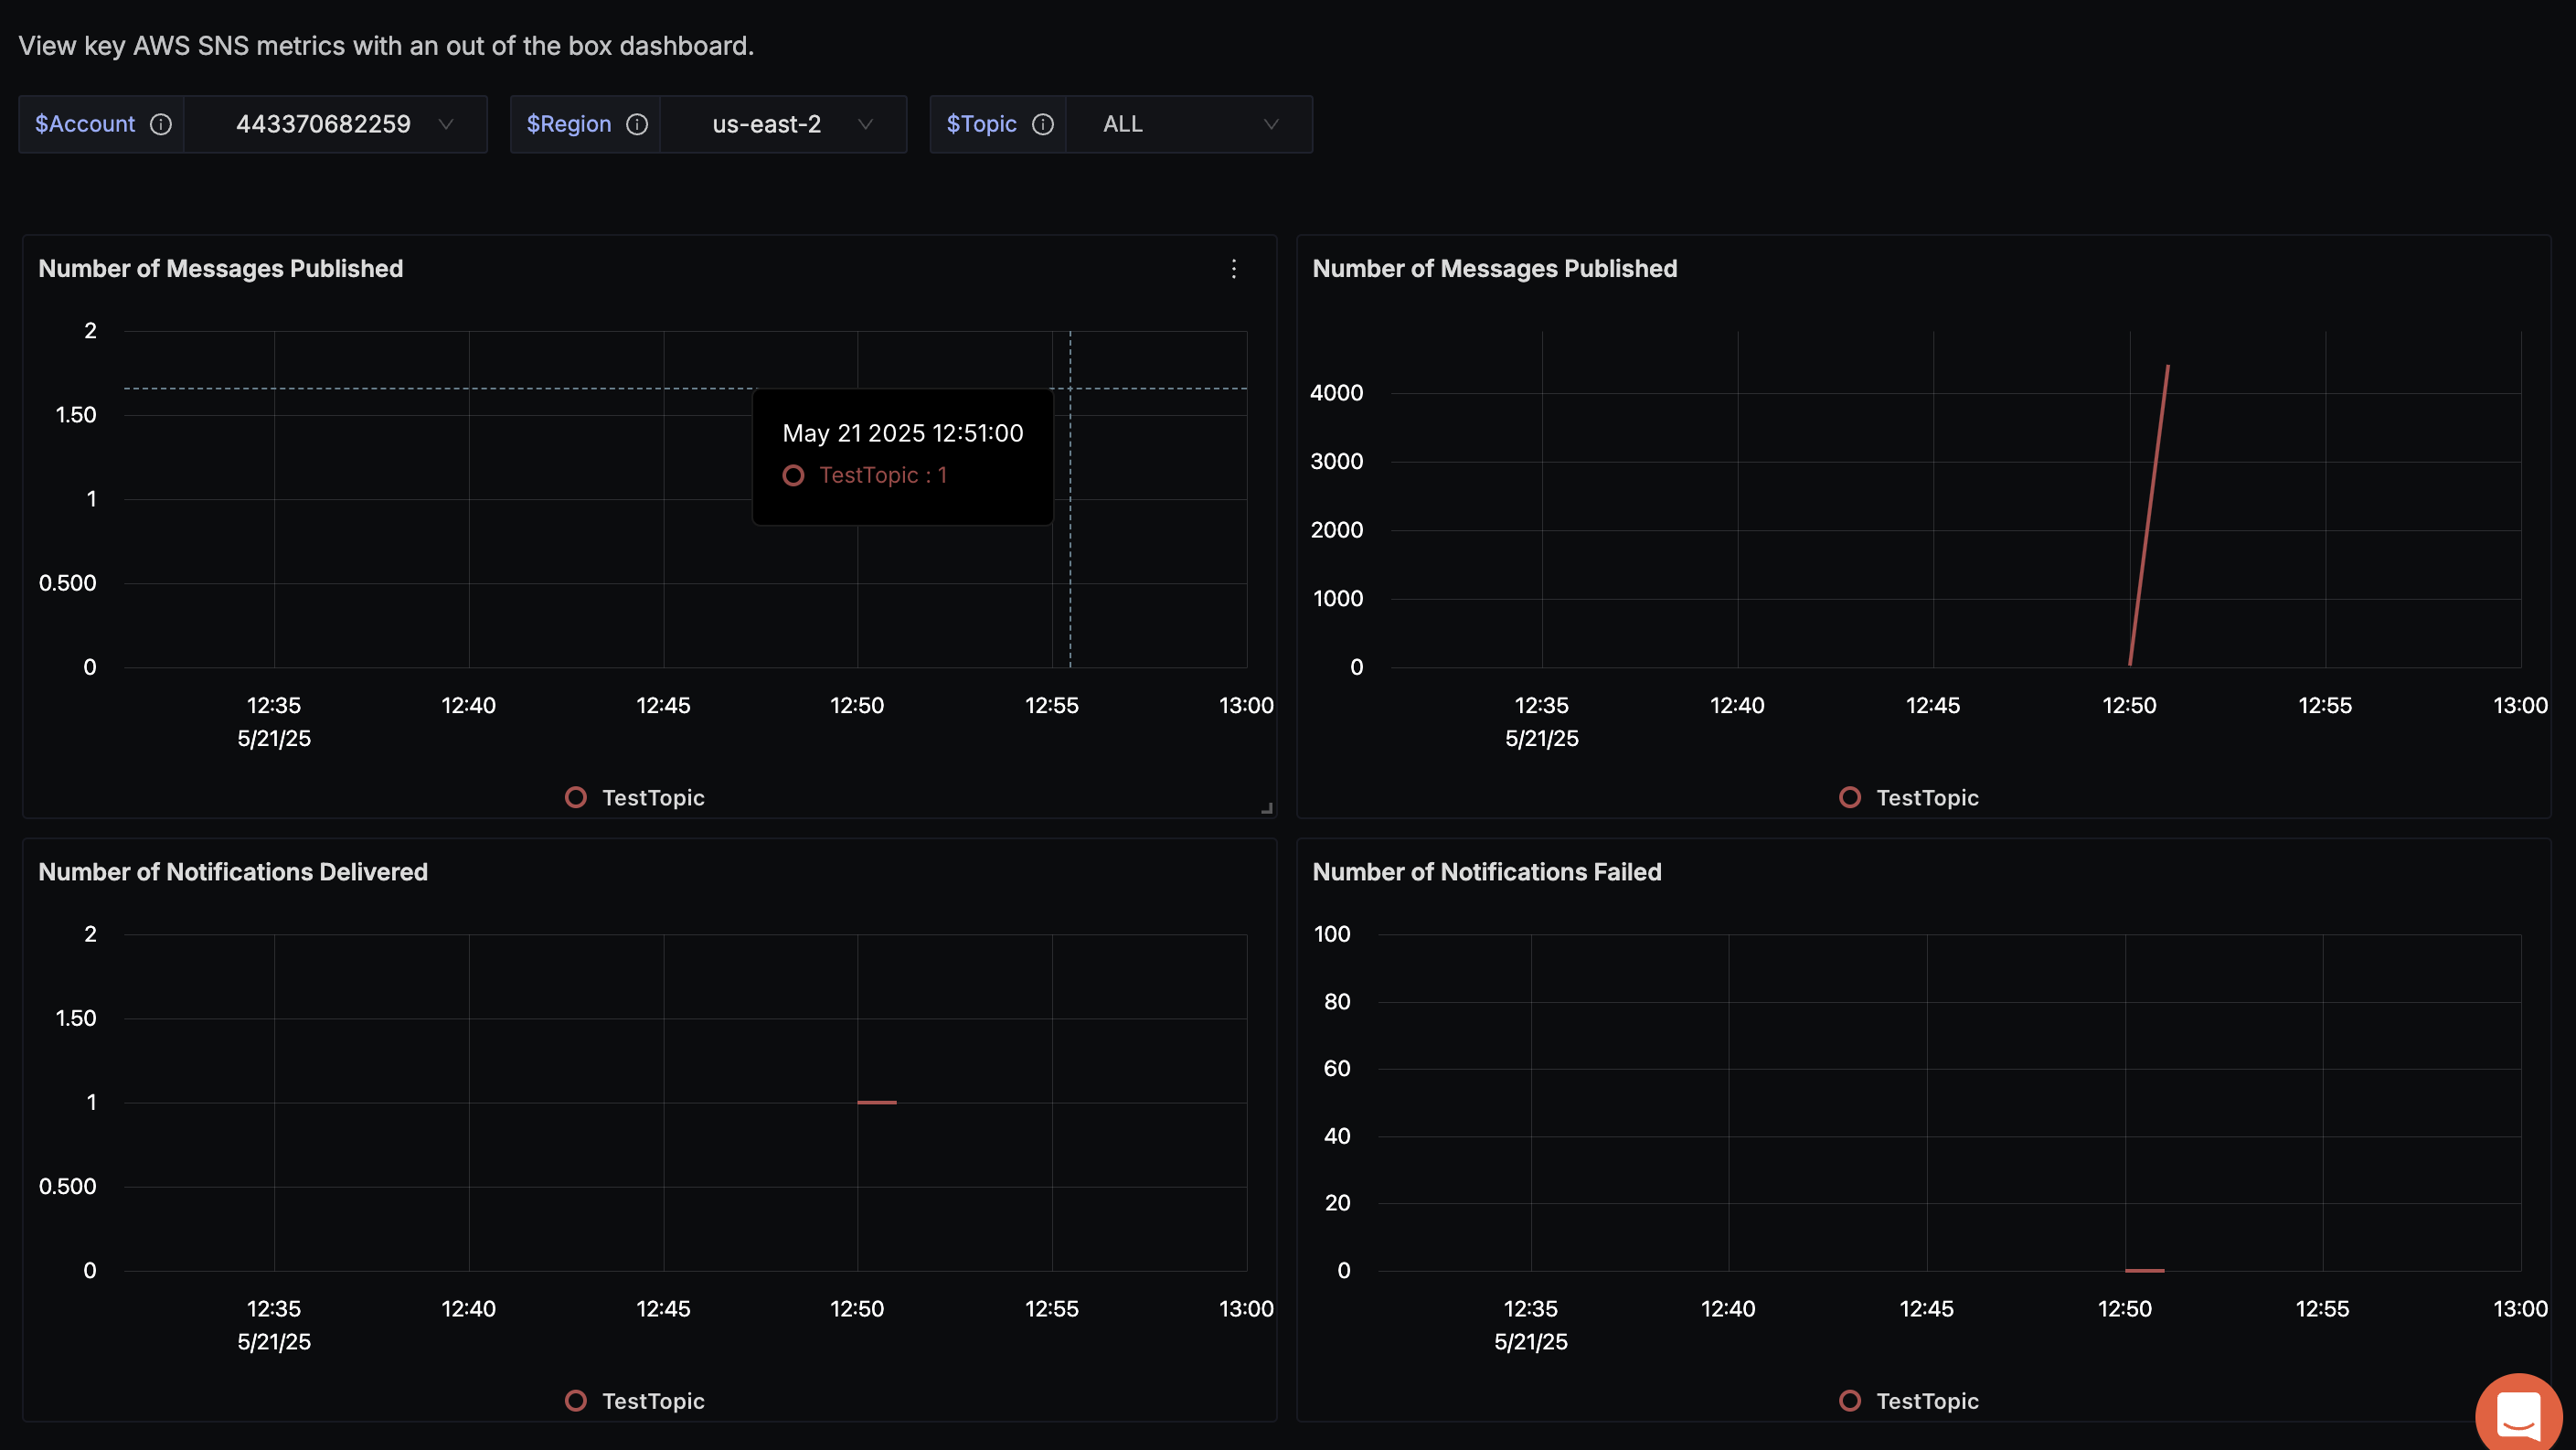 View key AWS SNS metrics with an out of the box dashboard.
$Account 443370682259 $Region us-east-2 $Topic ALL
Number of Messages Published
2
1.50
1
0.500
0
May 21 2025 12:51:00
TestTopic : 1
12:35 12:40 12:45 12:50 12:55 13:00
5/21/25
TestTopic
Number of Messages Published
4000
3000
2000
1000
0
12:35 12:40 12:45 12:50 12:55 13:00
5/21/25
TestTopic
Number of Notifications Delivered
2
1.50
1
0.500
0
12:35 12:40 12:45 12:50 12:55 13:00
5/21/25
TestTopic
Number of Notifications Failed
100
80
60
40
20
0
12:35 12:40 12:45 12:50 12:55 13:00
5/21/25
TestTopic